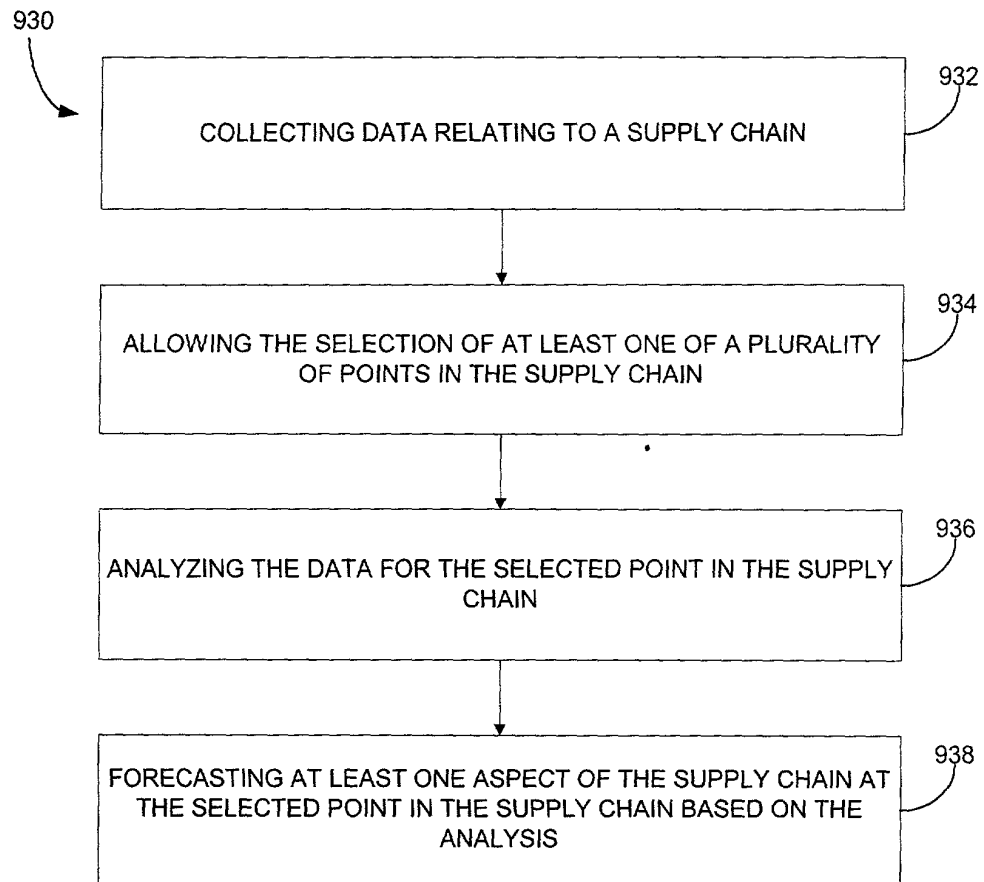 930
932
COLLECTING DATA RELATING TO A SUPPLY CHAIN
934
ALLOWING THE SELECTION OF AT LEAST ONE OF A PLURALITY
OF POINTS IN THE SUPPLY CHAIN
936
ANALYZING THE DATA FOR THE SELECTED POINT IN THE SUPPLY
CHAIN
938
FORECASTING AT LEAST ONE ASPECT OF THE SUPPLY CHAIN AT
THE SELECTED POINT IN THE SUPPLY CHAIN BASED ON THE
ANALYSIS